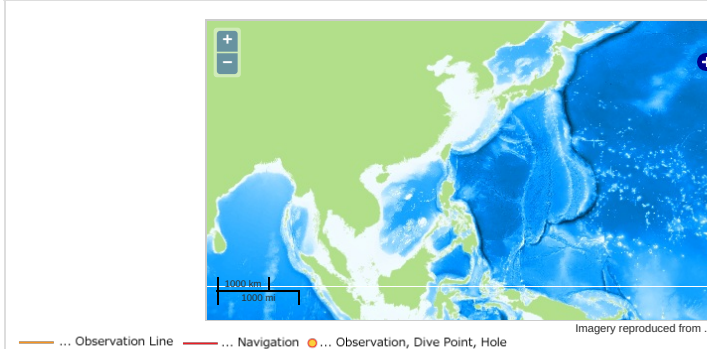 +
−
1000 km
1000 mi
Imagery reproduced from .
... Observation Line ... Navigation ... Observation, Dive Point, Hole